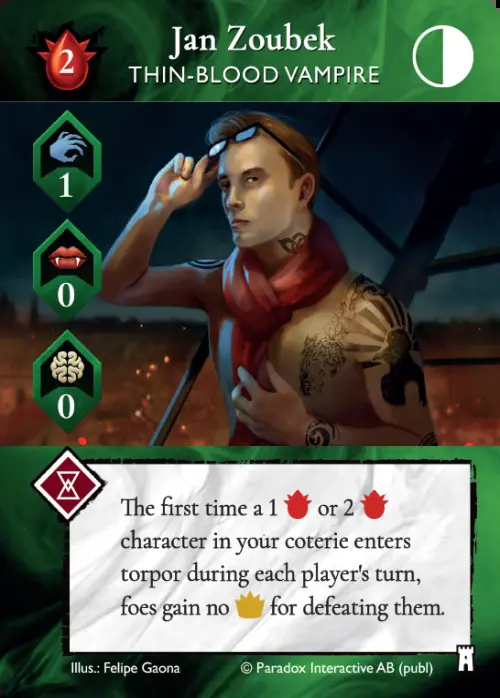 Jan Zoubek
2
THIN-BLOOD VAMPIRE
1
0
0
The first time a 1 or 2
character in your coterie enters
torpor during each player's turn,
foes gain no for defeating them.
Illus.: Felipe Gaona © Paradox Interactive AB (publ)